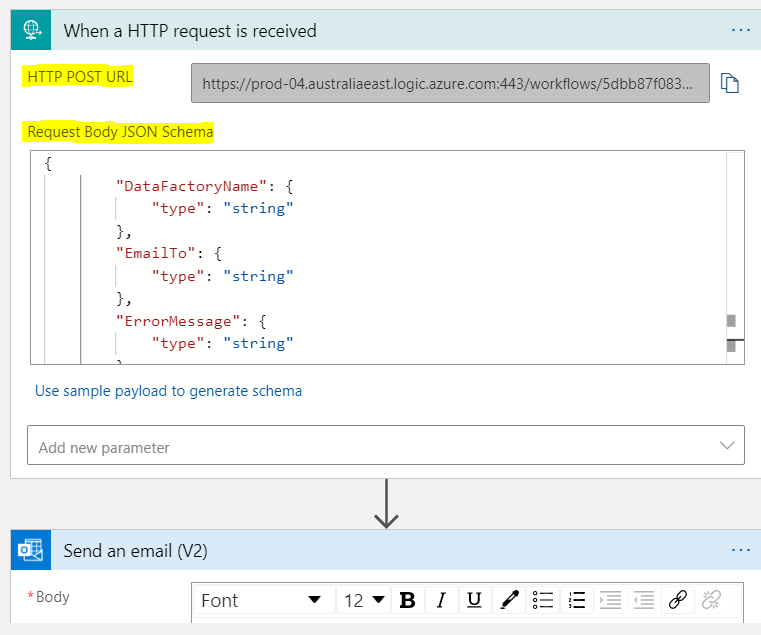 When a HTTP request is received
HTTP POST URL
https://prod-04.australiaeast.logic.azure.com:443/workflows/5dbb87f083...
Request Body JSON Schema
{
"DataFactoryName": {
"type": "string"
},
"EmailTo": {
"type": "string"
},
"ErrorMessage": {
"type": "string"
Use sample payload to generate schema
Add new parameter
Send an email (V2)
*Body
Font 12 B I U